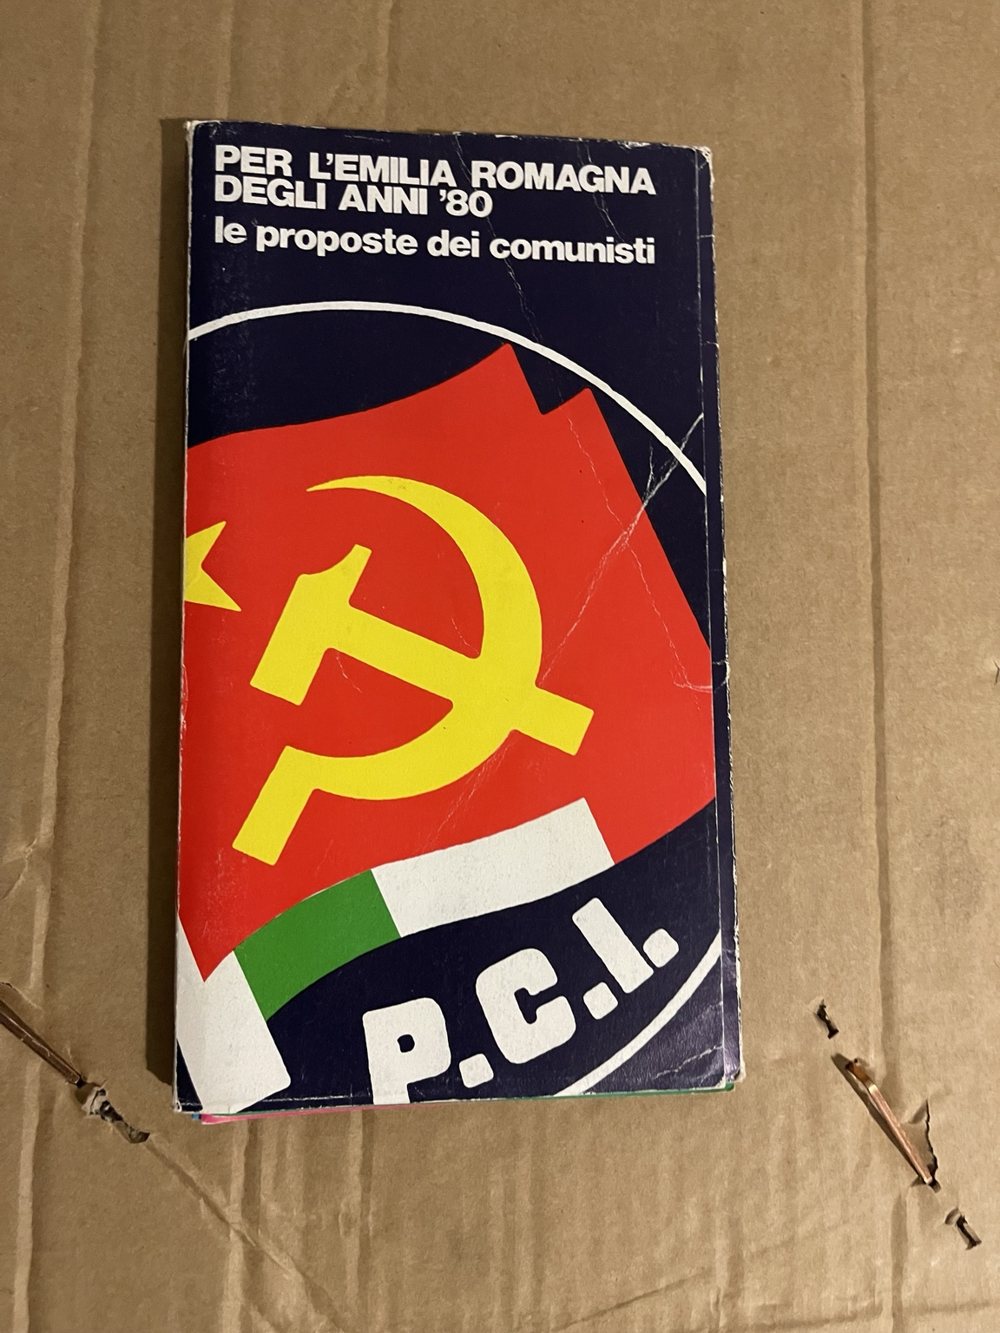 PER L'EMILIA ROMAGNA
DEGLI ANNI '80
le proposte dei comunisti
P.C.I.